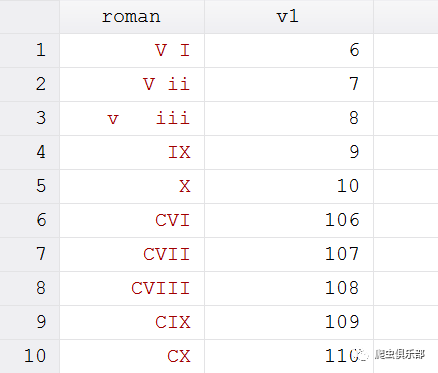 roman v1
1 V I 6
2 V ii 7
3 v   iii 8
4 IX 9
5 X 10
6 CVI 106
7 CVII 107
8 CVIII 108
9 CIX 109
10 CX 110
爬虫俱乐部